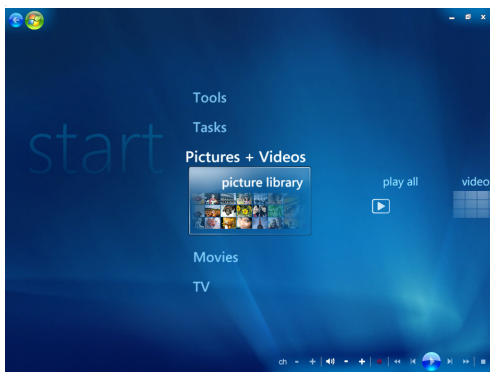 start
Tools
Tasks
Pictures + Videos
picture library
play all
video
Movies
TV
ch - +
- +